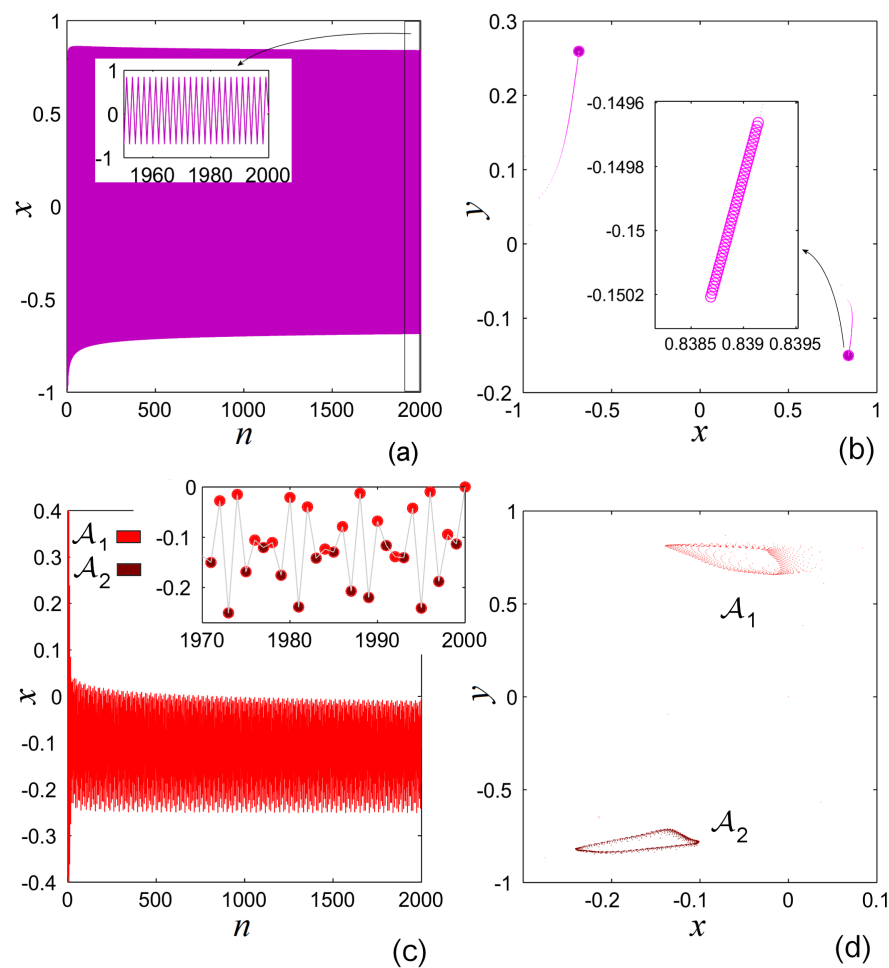 1
0.5
x
0
-0.5
-1
0 500 1000 1500 2000
n
(a)
1
0
-1
1960 1980 2000
0.3
0.2
0.1
y
0
-0.1
-0.2
-1 -0.5 0 0.5 1
x
(b)
-0.1496
-0.1498
-0.15
-0.1502
0.8385 0.839 0.8395
0.4
0.3
0.2
0.1
x
0
-0.1
-0.2
-0.3
-0.4
0 500 1000 1500 2000
n
(c)
𝒜1
𝒜2
0
-0.1
-0.2
1970 1980 1990 2000
1
0.5
y
0
-0.5
-1
-0.2 -0.1 0 0.1
x
(d)
𝒜1
𝒜2